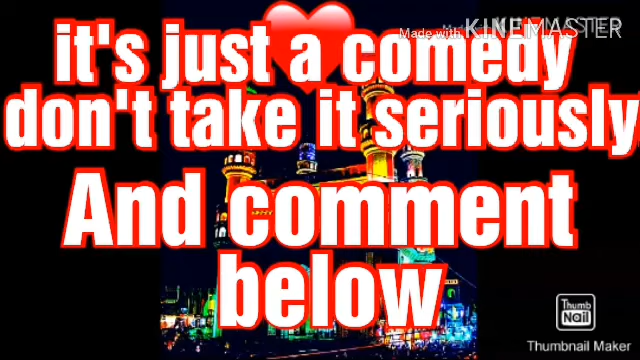 Made with KINEMASTER
it's just a comedy
don't take it seriously
And comment
below
Thumb
Nail
Thumbnail Maker